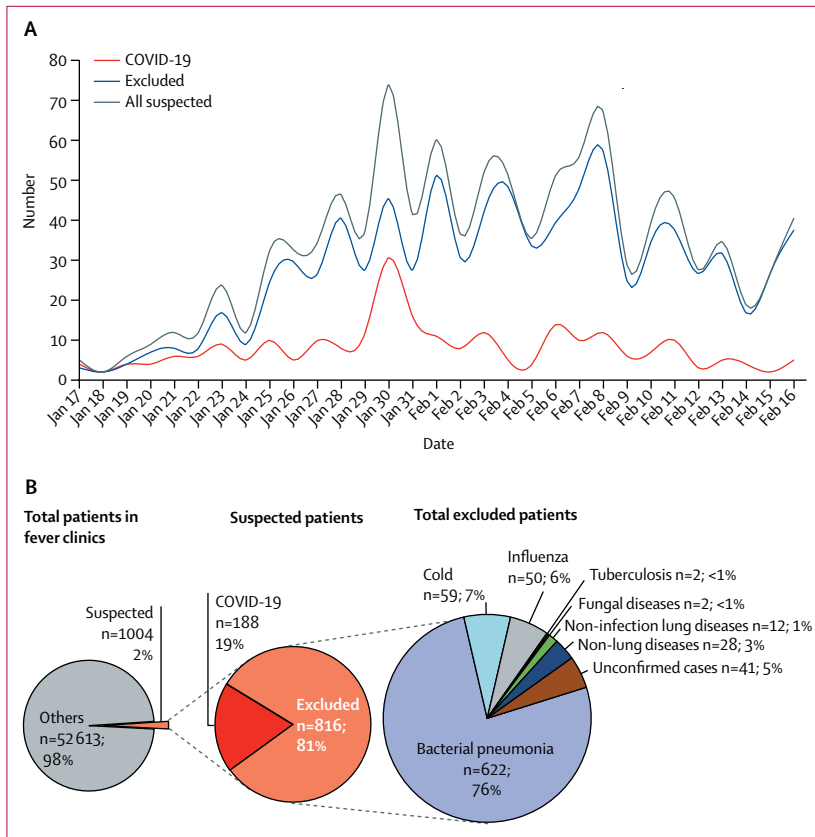 A
COVID-19
Excluded
All suspected
80
70
60
50
40
30
20
10
0
Number
Jan 17
Jan 18
Jan 19
Jan 20
Jan 21
Jan 22
Jan 23
Jan 24
Jan 25
Jan 26
Jan 27
Jan 28
Jan 29
Jan 30
Jan 31
Feb 1
Feb 2
Feb 3
Feb 4
Feb 5
Feb 6
Feb 7
Feb 8
Feb 9
Feb 10
Feb 11
Feb 12
Feb 13
Feb 14
Feb 15
Feb 16
Date
B
Total patients in
fever clinics
Suspected
n=1004
2%
Others
n=52 613;
98%
Suspected patients
COVID-19
n=188
19%
Excluded
n=816;
81%
Total excluded patients
Cold
n=59; 7%
Influenza
n=50; 6%
Tuberculosis n=2; <1%
Fungal diseases n=2; <1%
Non-infection lung diseases n=12; 1%
Non-lung diseases n=28; 3%
Unconfirmed cases n=41; 5%
Bacterial pneumonia
n=622;
76%